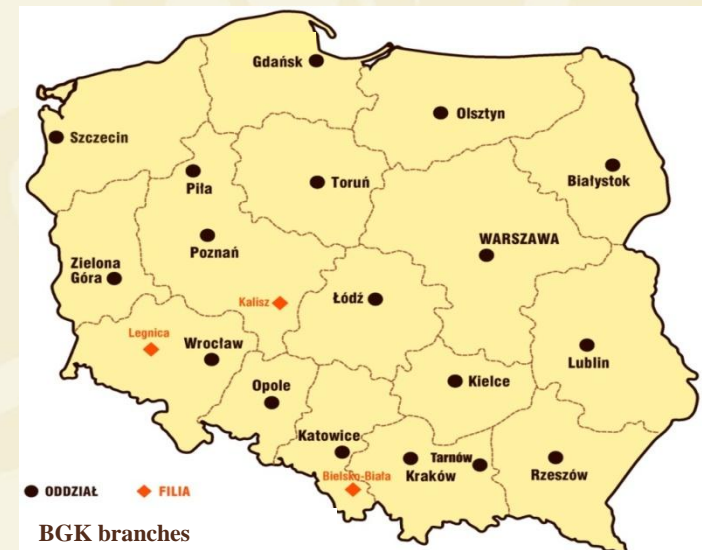 Gdańsk
Olsztyn
Szczecin
Białystok
Piła
Toruń
Poznań
WARSZAWA
Zielona
Góra
Kalisz
Łódź
Legnica
Wrocław
Lublin
Opole
Kielce
Katowice
Tarnów
Kraków
Rzeszów
Bielsko-Biała
ODDZIAŁ
FILIA
BGK branches